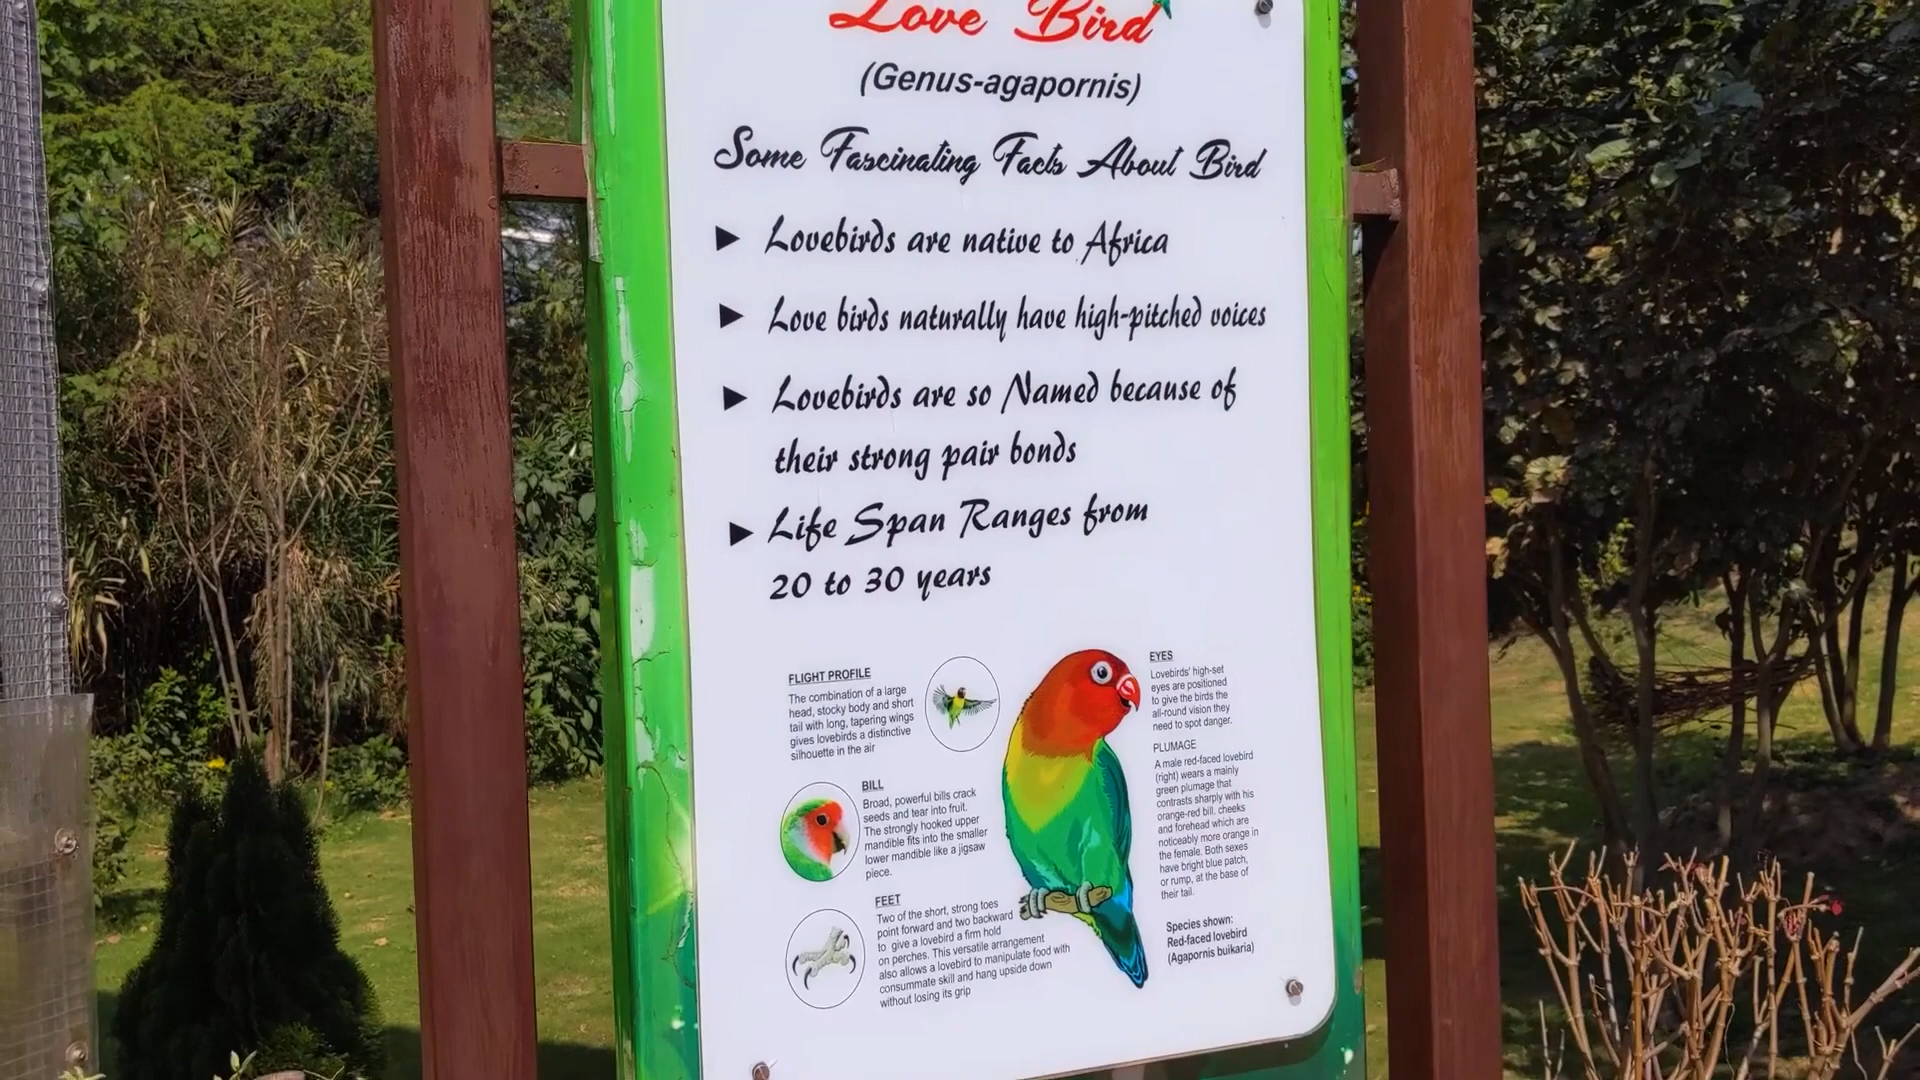 Love Bird
(Genus-agapornis)
Some Fascinating Facts About Bird
Lovebirds are native to Africa
Love birds naturally have high-pitched voices
Lovebirds are so Named because of
their strong pair bonds
Life Span Ranges from
20 to 30 years
FLIGHT PROFILE
The combination of a large
head, stocky body and short
tail with long, tapering wings
gives lovebirds a distinctive
silhouette in the air
BILL
Broad, powerful bills crack
seeds and tear into fruit.
The strongly hooked upper
mandible fits into the smaller
lower mandible like a jigsaw
piece.
FEET
Two of the short, strong toes
point forward and two backward
to give a lovebird a firm hold
on perches. This versatile arrangement
also allows a lovebird to manipulate food with
consummate skill and hang upside down
without losing its grip
EYES
Lovebirds' high-set
eyes are positioned
to give the birds the
all-round vision they
need to spot danger.
PLUMAGE
A male red-faced lovebird
(right) wears a mainly
green plumage that
contrasts sharply with his
orange-red bill. cheeks
and forehead which are
noticeably more orange in
the female. Both sexes
have bright blue patch,
or rump, at the base of
their tail.
Species shown:
Red-faced lovebird
(Agapornis buikaria)